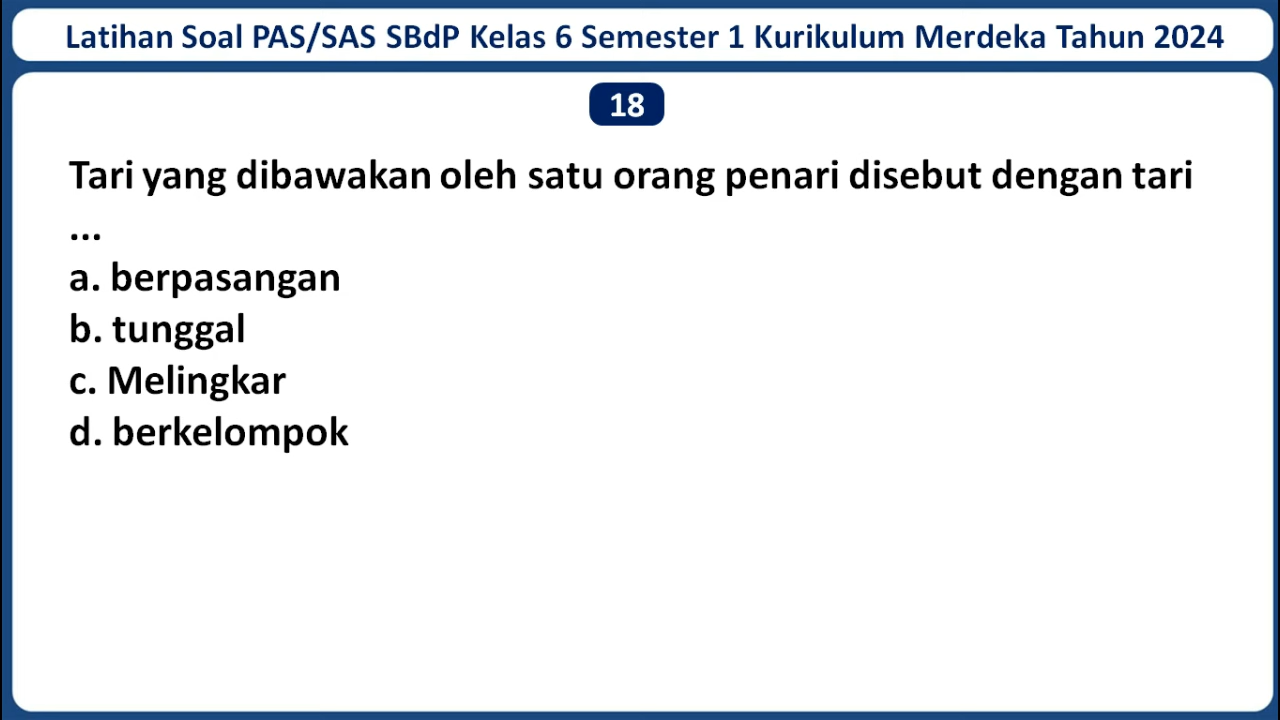 Latihan Soal PAS/SAS SBdP Kelas 6 Semester 1 Kurikulum Merdeka Tahun 2024
18
Tari yang dibawakan oleh satu orang penari disebut dengan tari
...
a. berpasangan
b. tunggal
c. Melingkar
d. berkelompok